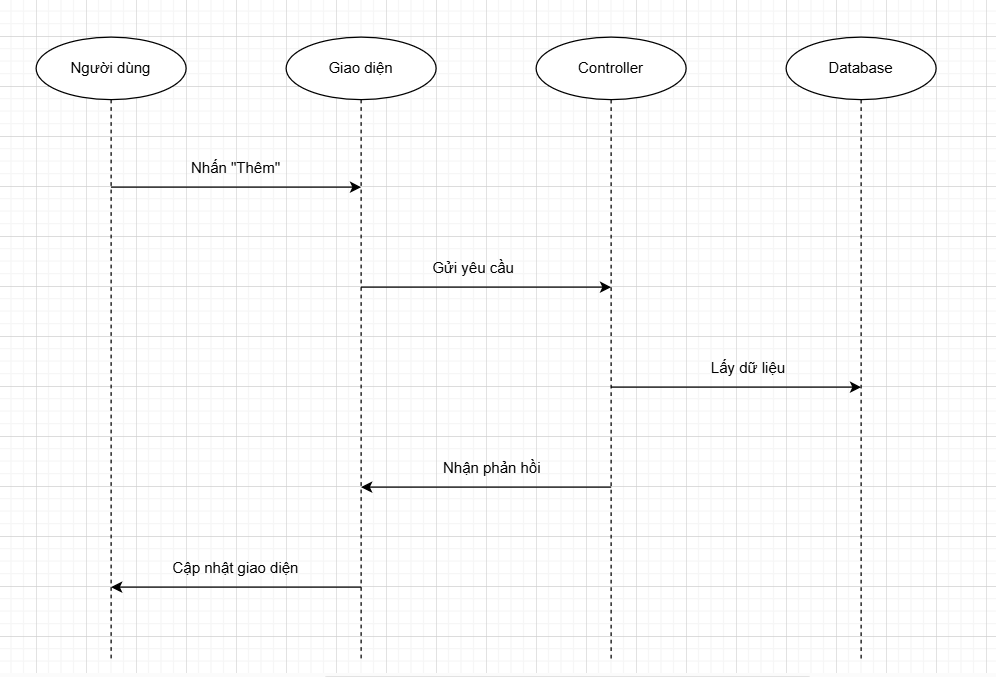 Người dùng
Giao diện
Controller
Database
Nhấn "Thêm"
Gửi yêu cầu
Lấy dữ liệu
Nhận phản hồi
Cập nhật giao diện